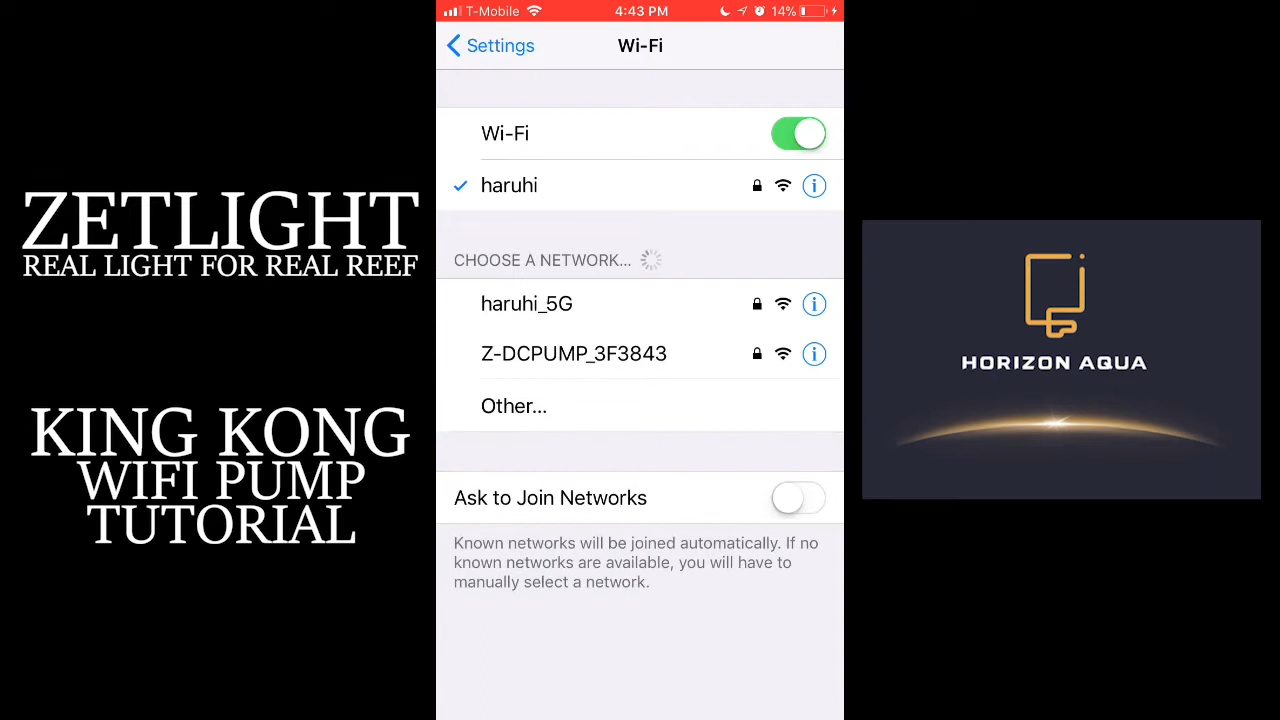 ZETLIGHT
REAL LIGHT FOR REAL REEF
KING KONG
WIFI PUMP
TUTORIAL
T-Mobile 4:43 PM 14%
Settings Wi-Fi
Wi-Fi
haruhi
CHOOSE A NETWORK...
haruhi_5G
Z-DCPUMP_3F3843
Other...
Ask to Join Networks
Known networks will be joined automatically. If no
known networks are available, you will have to
manually select a network.
HORIZON AQUA